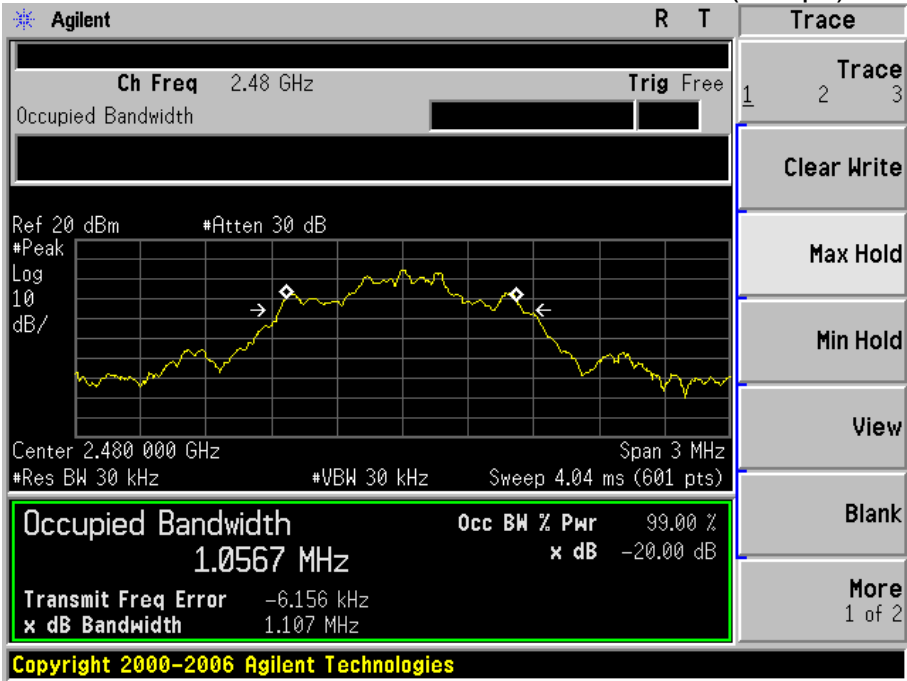 Agilent R T Trace
Ch Freq 2.48 GHz Trig Free
Occupied Bandwidth
Trace
1 2 3
Clear Write
Max Hold
Min Hold
View
Blank
More
1 of 2
Ref 20 dBm #Atten 30 dB
#Peak
Log
10
dB/
Center 2.480 000 GHz Span 3 MHz
#Res BW 30 kHz #VBW 30 kHz Sweep 4.04 ms (601 pts)
Occupied Bandwidth Occ BW % Pwr 99.00 %
1.0567 MHz x dB -20.00 dB
Transmit Freq Error -6.156 kHz
x dB Bandwidth 1.107 MHz
Copyright 2000-2006 Agilent Technologies